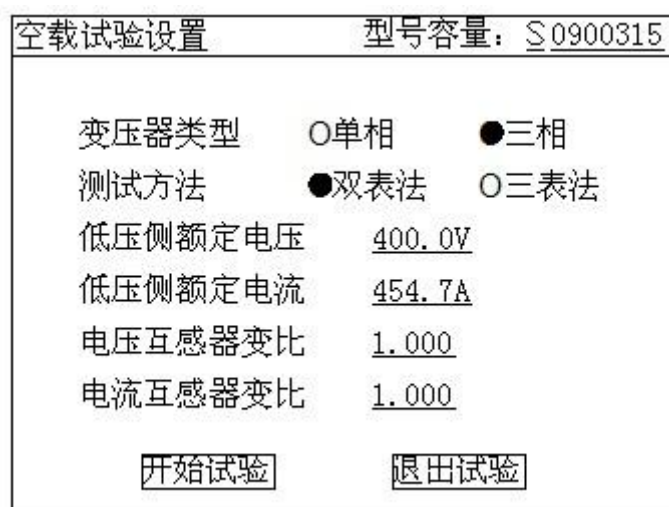 空载试验设置 型号容量：S0900315
变压器类型 O单相 ●三相
测试方法 ●双表法 O三表法
低压侧额定电压 400.0V
低压侧额定电流 454.7A
电压互感器变比 1.000
电流互感器变比 1.000
开始试验 退出试验